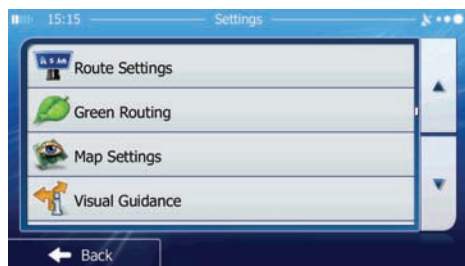 15:15
Settings
Route Settings
Green Routing
Map Settings
Visual Guidance
Back